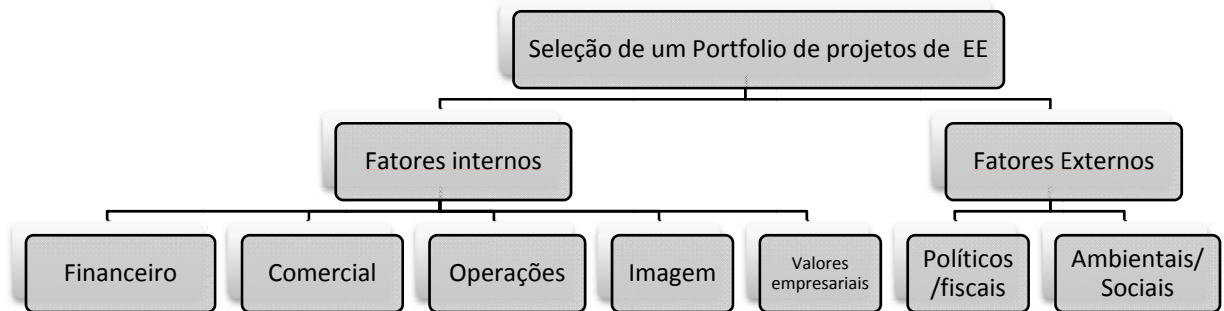 Seleção de um Portfolio de projetos de EE
Fatores internos
Fatores Externos
Financeiro
Comercial
Operações
Imagem
Valores
empresariais
Políticos
/fiscais
Ambientais/
Sociais